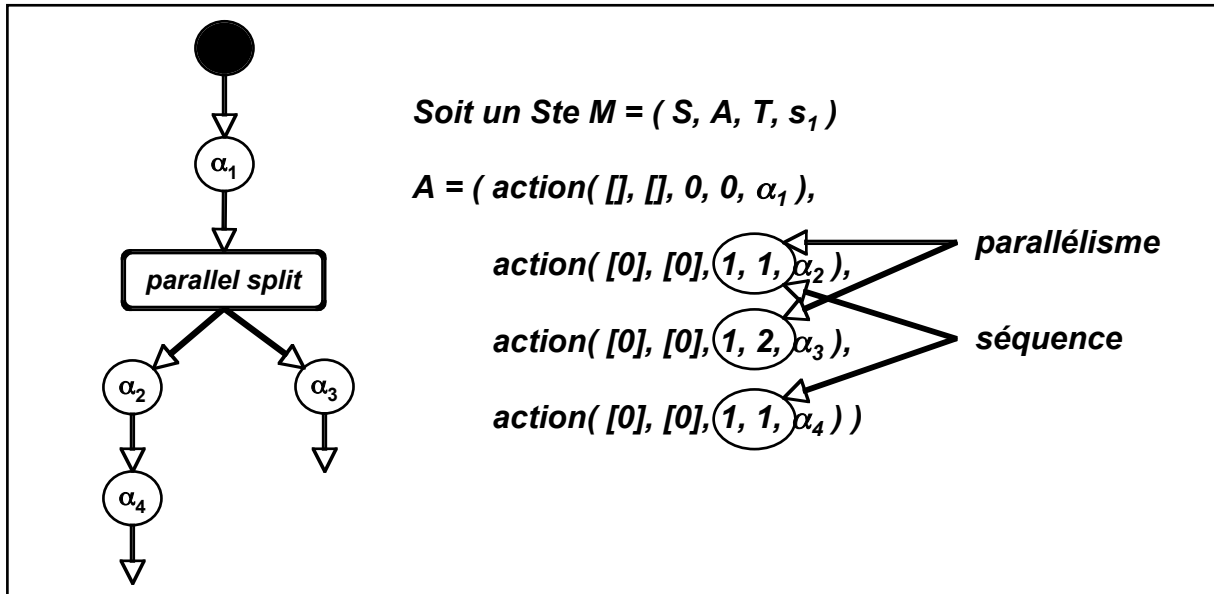 α1
parallel split
α2
α3
α4
Soit un Ste M = ( S, A, T, s1 )
A = ( action( [], [], 0, 0, α1 ),
action( [0], [0], 1, 1, α2 ),
action( [0], [0], 1, 2, α3 ),
action( [0], [0], 1, 1, α4 ) )
parallélisme
séquence